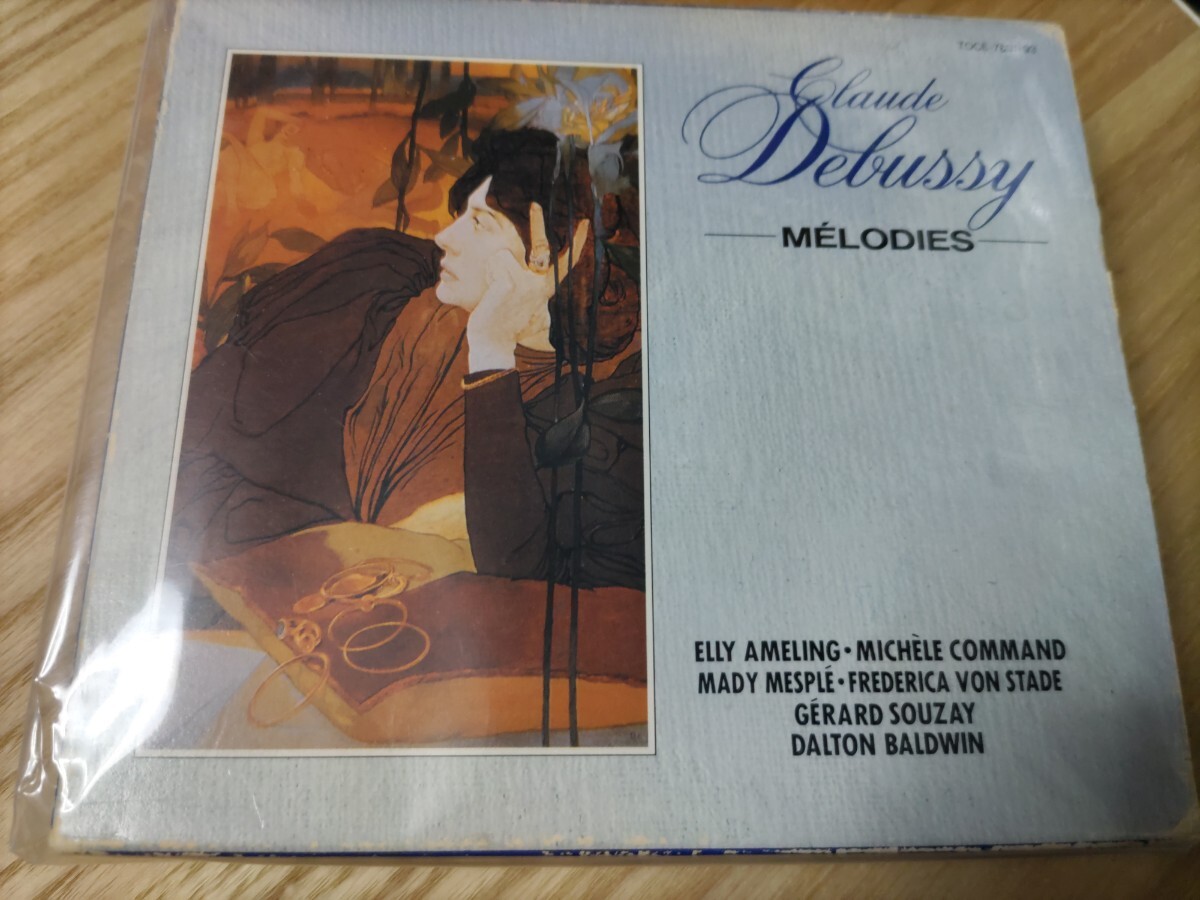 Claude
Debussy
MÉLODIES
ELLY AMELING • MICHÈLE COMMAND
MADY MESPLÉ • FREDERICA VON STADE
GÉRARD SOUZAY
DALTON BALDWIN